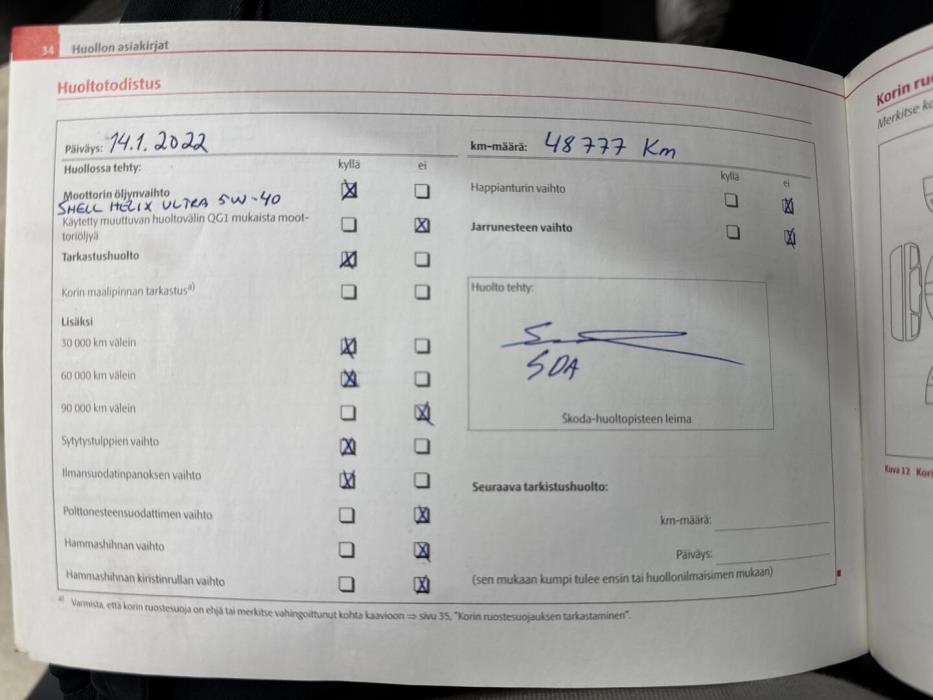 34 Huollon asiakirjat
Huoltotodistus
Päiväys: 14.1.2022
Huollossa tehty: kyllä ei
Moottorin öljynvaihto
SHELL HELIX ULTRA 5W-40
Käytetty muuttuvan huoltovälin QG1 mukaista moot-
toriöljyä
Tarkastushuolto
Korin maalipinnan tarkastus a)
Lisäksi
30 000 km välein
60 000 km välein
90 000 km välein
Sytytystulppien vaihto
Ilmansuodatinpanoksen vaihto
Polttonesteensuodattimen vaihto
Hammashihnan vaihto
Hammashihnan kiristinrullan vaihto
km-määrä: 48777 Km
kyllä ei
Happianturin vaihto
Jarrunesteen vaihto
Huolto tehty:
SDA
Škoda-huoltopisteen leima
Seuraava tarkistushuolto:
km-määrä:
Päiväys:
(sen mukaan kumpi tulee ensin tai huollonilmaisimen mukaan)
a) Varmista, että korin ruostesuoja on ehjä tai merkitse vahingoittunut kohta kaavioon ⇒ sivu 35, "Korin ruostesuojauksen tarkastaminen".
Korin
Merkitse
Kuva 12